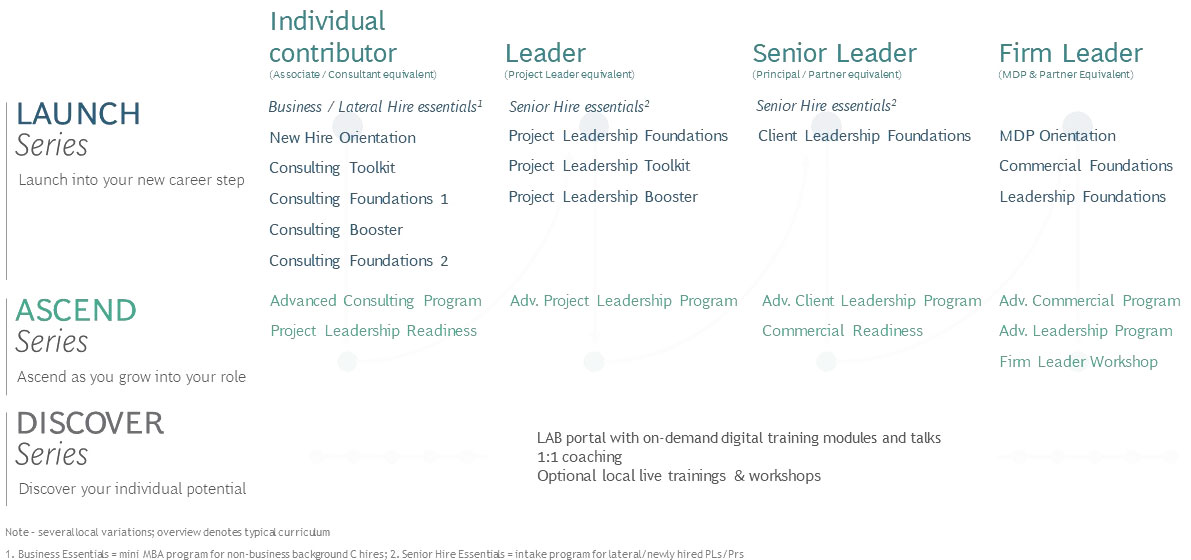 Individual
contributor
(Associate / Consultant equivalent)
Leader
(Project Leader equivalent)
Senior Leader
(Principal / Partner equivalent)
Firm Leader
(MDP & Partner Equivalent)
LAUNCH
Series
Launch into your new career step
Business / Lateral Hire essentials¹
New Hire Orientation
Consulting Toolkit
Consulting Foundations 1
Consulting Booster
Consulting Foundations 2
Senior Hire essentials²
Project Leadership Foundations
Project Leadership Toolkit
Project Leadership Booster
Senior Hire essentials²
Client Leadership Foundations
MDP Orientation
Commercial Foundations
Leadership Foundations
ASCEND
Series
Ascend as you grow into your role
Advanced Consulting Program
Project Leadership Readiness
Adv. Project Leadership Program
Adv. Client Leadership Program
Commercial Readiness
Adv. Commercial Program
Adv. Leadership Program
Firm Leader Workshop
DISCOVER
Series
Discover your individual potential
LAB portal with on-demand digital training modules and talks
1:1 coaching
Optional local live trainings & workshops
Note - several local variations; overview denotes typical curriculum
1. Business Essentials = mini MBA program for non-business background C hires; 2. Senior Hire Essentials = intake program for lateral/newly hired PLs/Prs